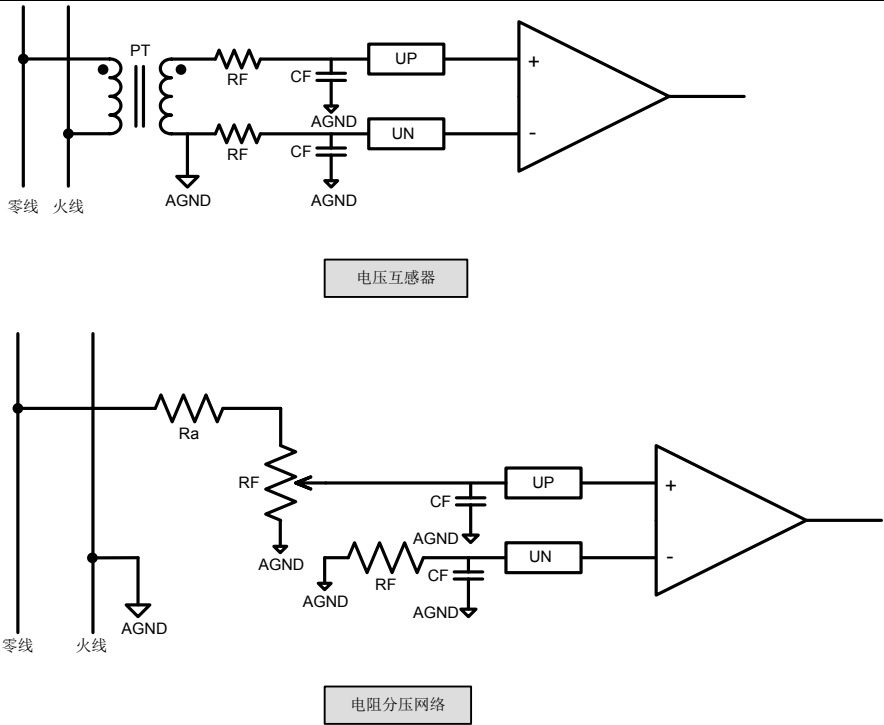 PT
RF
CF
UP
+
AGND
RF
CF
UN
-
AGND
AGND
零线
火线
电压互感器
Ra
RF
CF
UP
+
AGND
AGND
RF
CF
UN
-
AGND
AGND
AGND
零线
火线
电阻分压网络